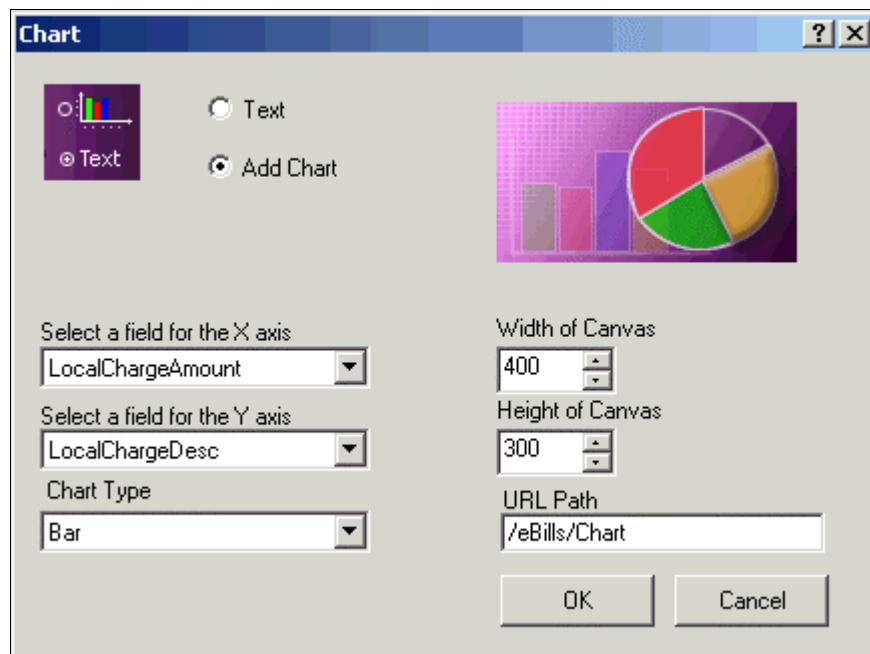 Chart
Text
Text
Add Chart
Select a field for the X axis
LocalChargeAmount
Select a field for the Y axis
LocalChargeDesc
Chart Type
Bar
Width of Canvas
400
Height of Canvas
300
URL Path
/eBills/Chart
OK
Cancel